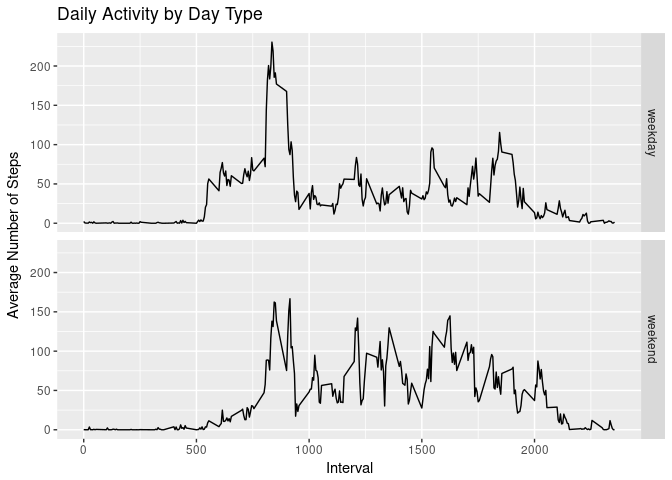 Daily Activity by Day Type
Average Number of Steps
200
150
100
50
0
weekday
200
150
100
50
0
weekend
0 500 1000 1500 2000
Interval